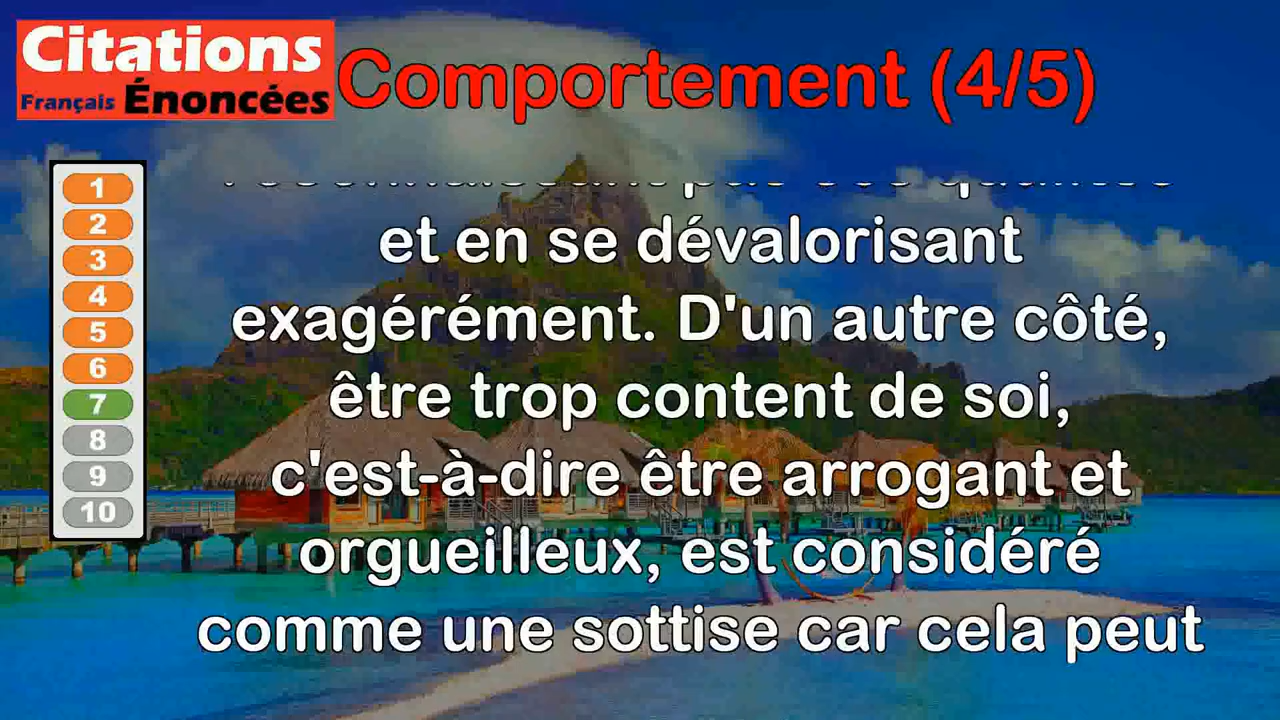 Citations
Français Énoncées
Comportement (4/5)
1
2
3
4
5
6
7
8
9
10
et en se dévalorisant
exagérément. D'un autre côté,
être trop content de soi,
c'est-à-dire être arrogant et
orgueilleux, est considéré
comme une sottise car cela peut